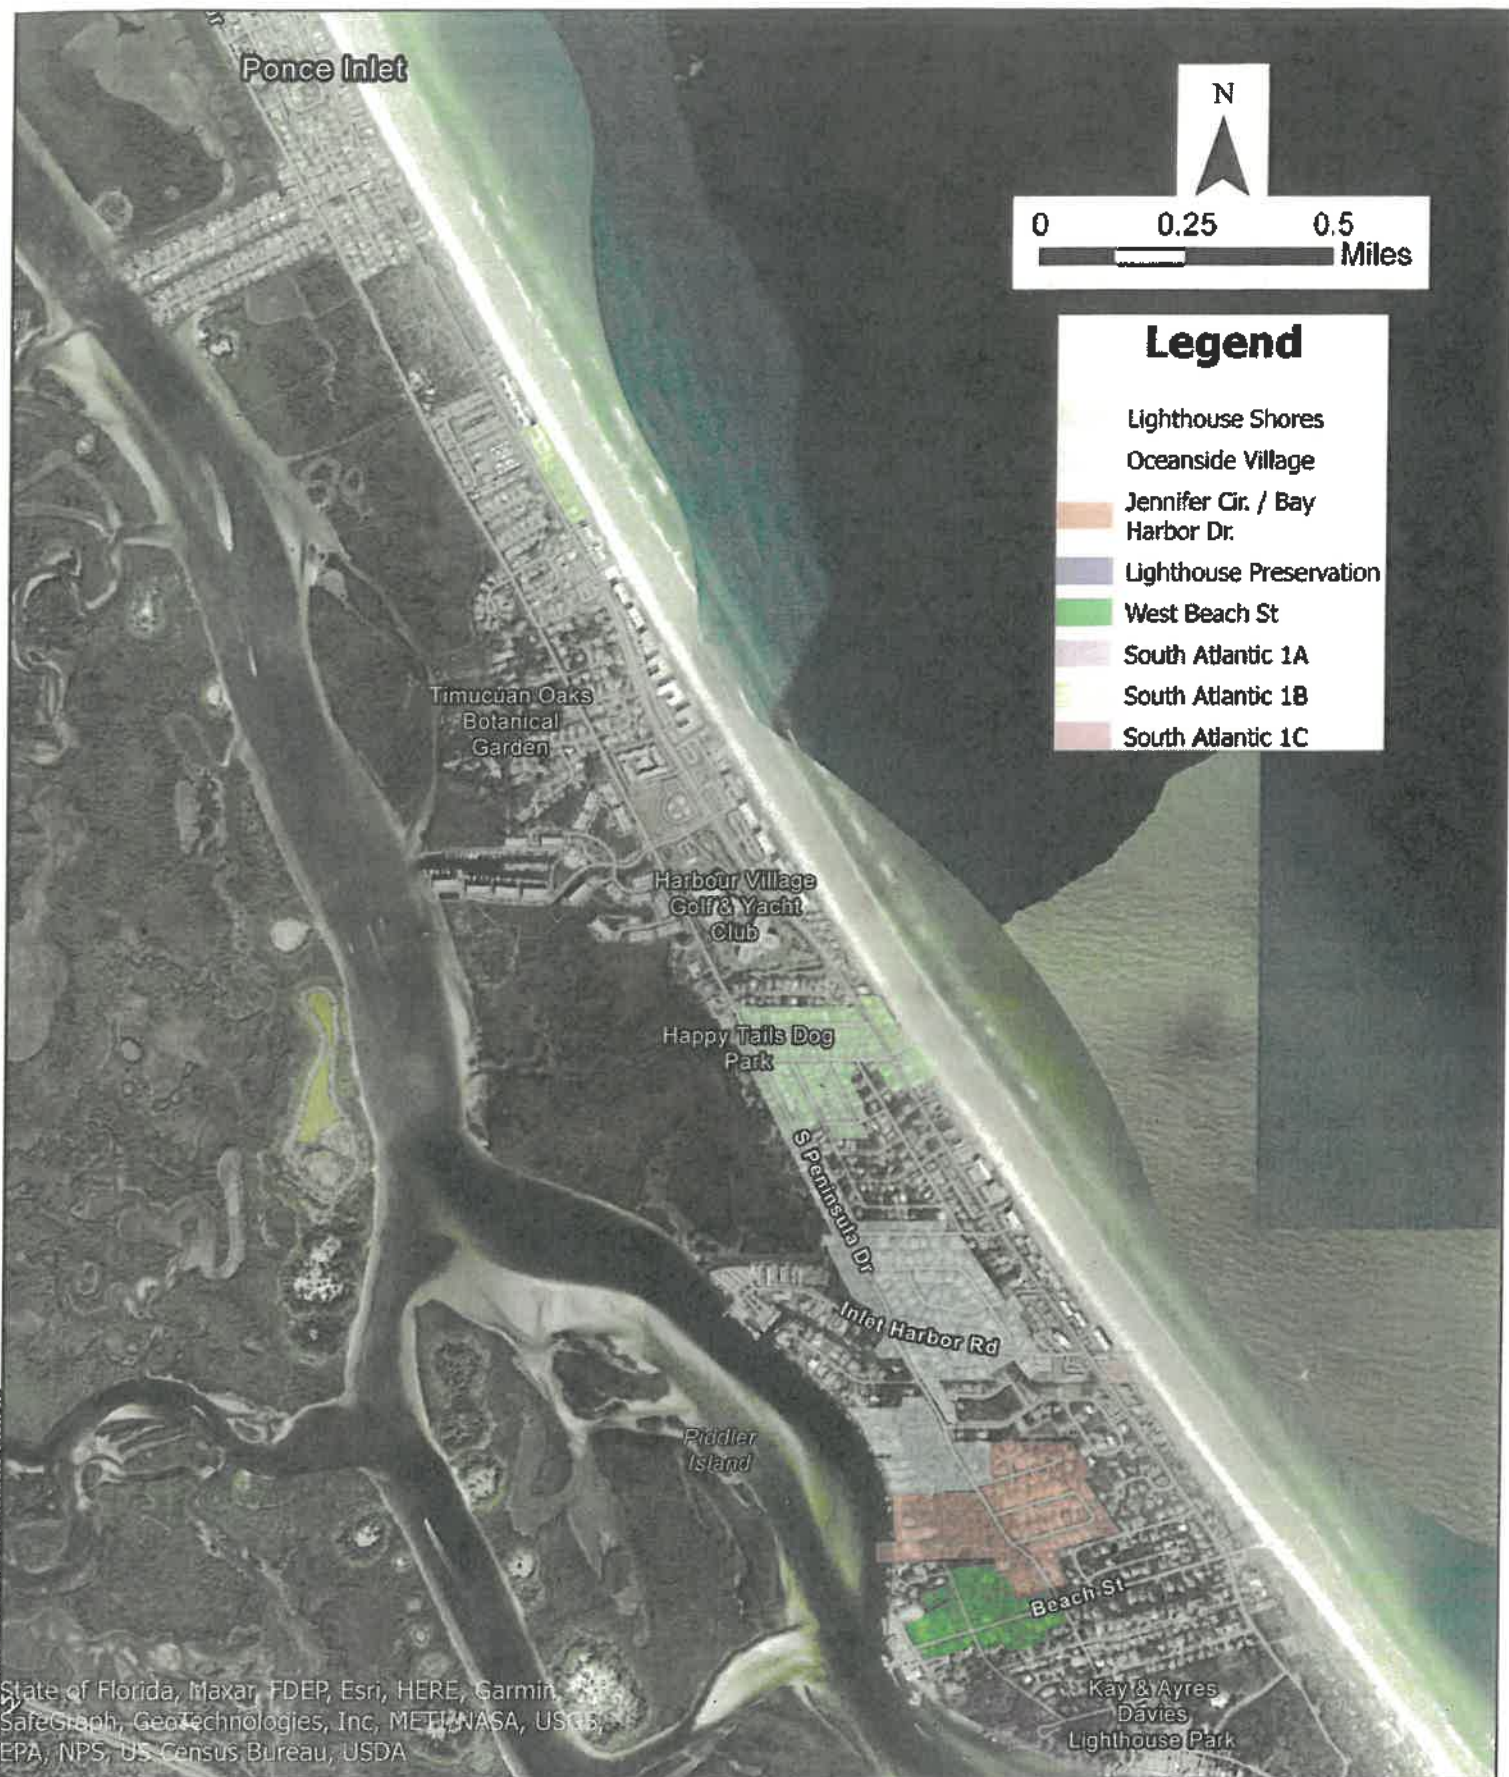 Ponce Inlet
N
0 0.25 0.5
Miles
Legend
Lighthouse Shores
Oceanside Village
Jennifer Cir. / Bay
Harbor Dr.
Lighthouse Preservation
West Beach St
South Atlantic 1A
South Atlantic 1B
South Atlantic 1C
Timucuan Oaks
Botanical
Garden
Harbour Village
Golf & Yacht
Club
Happy Tails Dog
Park
S Peninsula Dr
Inlet Harbor Rd
Piddler
Island
Beach St
Kay & Ayres
Davies
Lighthouse Park
State of Florida, Maxar, FDEP, Esri, HERE, Garmin,
SafeGraph, GeoTechnologies, Inc, METI/NASA, USGS,
EPA, NPS, US Census Bureau, USDA